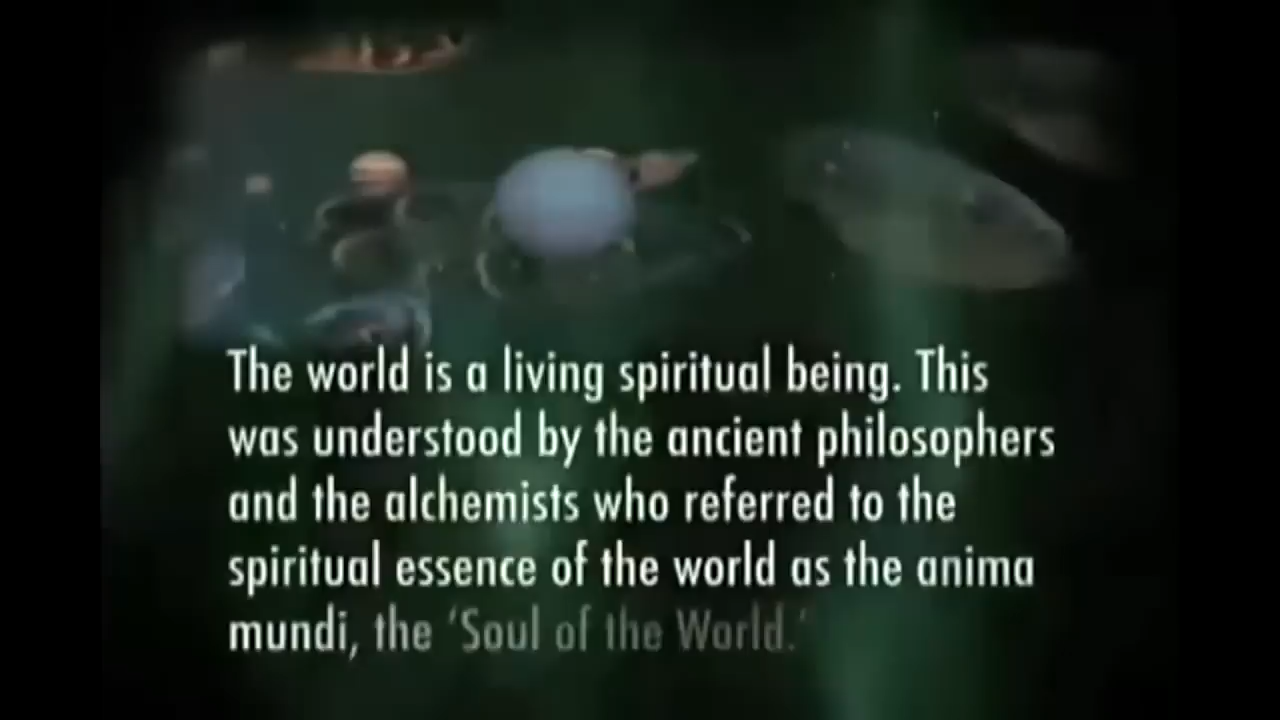 The world is a living spiritual being. This
was understood by the ancient philosophers
and the alchemists who referred to the
spiritual essence of the world as the anima
mundi, the ‘Soul of the World.’